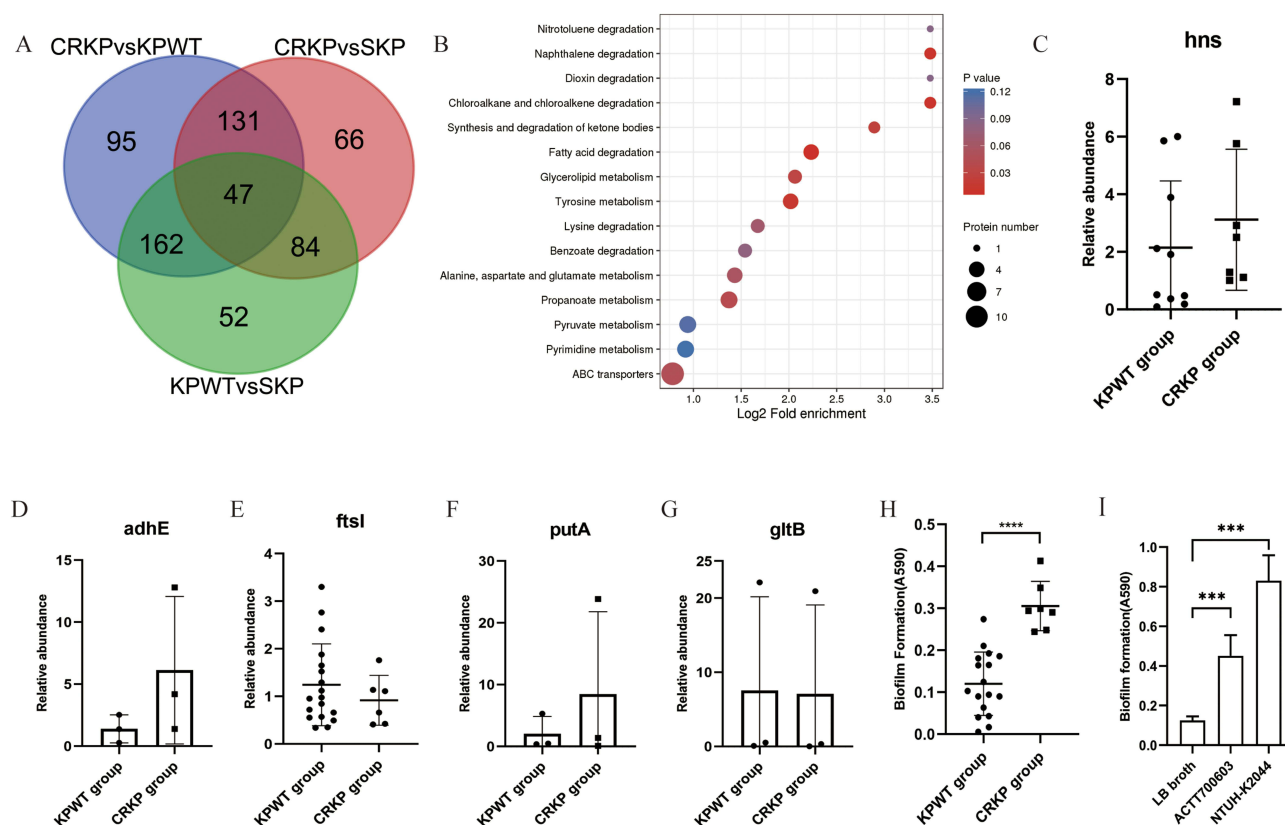 A
CRKPvsKPWT
CRKPvsSKP
95
131
66
47
162
84
52
KPWTvsSKP
B
Nitrotoluene degradation
Naphthalene degradation
Dioxin degradation
Chloroalkane and chloroalkene degradation
Synthesis and degradation of ketone bodies
Fatty acid degradation
Glycerolipid metabolism
Tyrosine metabolism
Lysine degradation
Benzoate degradation
Alanine, aspartate and glutamate metabolism
Propanoate metabolism
Pyruvate metabolism
Pyrimidine metabolism
ABC transporters
1.0 1.5 2.0 2.5 3.0 3.5
Log2 Fold enrichment
P value
0.12
0.09
0.06
0.03
Protein number
1
4
7
10
C
hns
Relative abundance
8
6
4
2
0
KPWT group
CRKP group
D
adhE
Relative abundance
15
10
5
0
KPWT group
CRKP group
E
ftsI
Relative abundance
4
3
2
1
0
KPWT group
CRKP group
F
putA
Relative abundance
30
20
10
0
KPWT group
CRKP group
G
gltB
Relative abundance
30
20
10
0
KPWT group
CRKP group
H
Biofilm Formation(A590)
0.5
0.4
0.3
0.2
0.1
0.0
****
KPWT group
CRKP group
I
Biofilm formation(A590)
1.0
0.8
0.6
0.4
0.2
0.0
***
***
LB broth
ACTT700603
NTUH-K2044